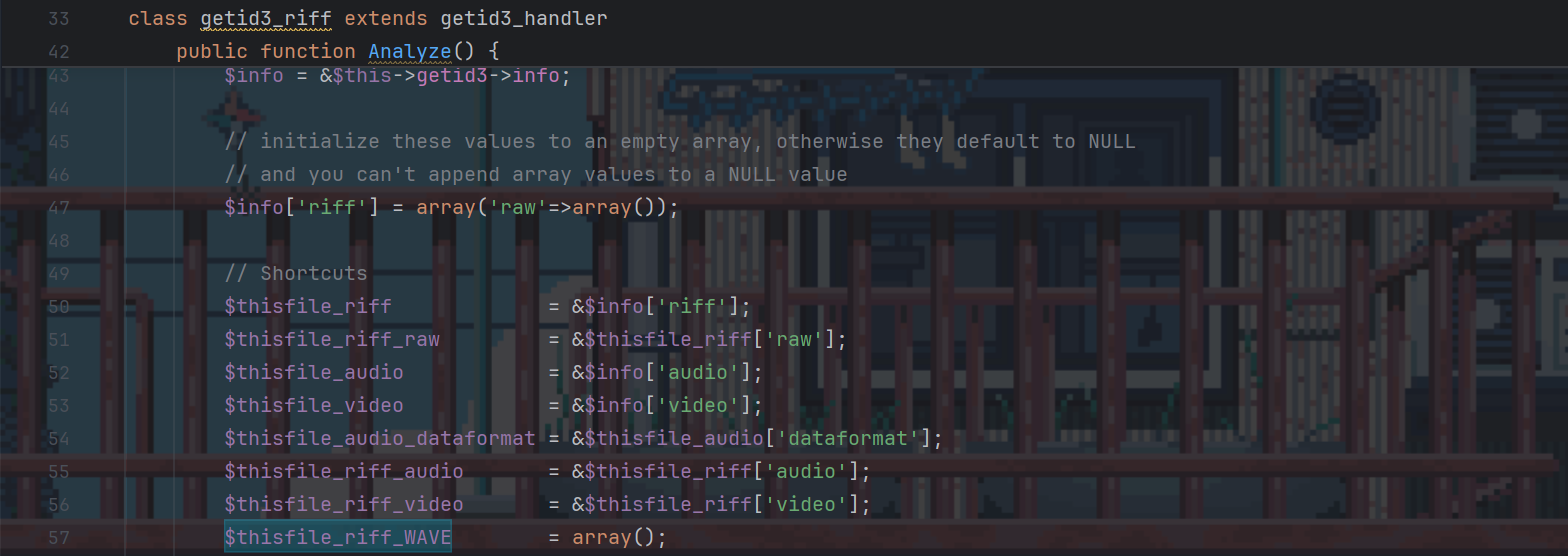 33 class getid3_riff extends getid3_handler
42 public function Analyze() {
43 $info = &$this->getid3->info;
44
45 // initialize these values to an empty array, otherwise they default to NULL
46 // and you can't append array values to a NULL value
47 $info['riff'] = array('raw'=>array());
48
49 // Shortcuts
50 $thisfile_riff = &$info['riff'];
51 $thisfile_riff_raw = &$thisfile_riff['raw'];
52 $thisfile_audio = &$info['audio'];
53 $thisfile_video = &$info['video'];
54 $thisfile_audio_dataformat = &$thisfile_audio['dataformat'];
55 $thisfile_riff_audio = &$thisfile_riff['audio'];
56 $thisfile_riff_video = &$thisfile_riff['video'];
57 $thisfile_riff_WAVE = array();